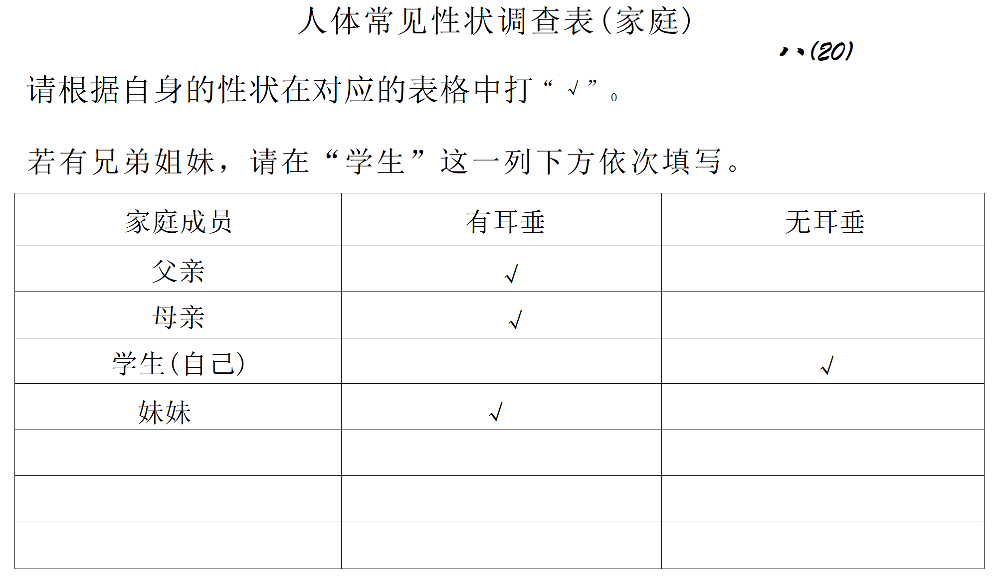 人体常见性状调查表(家庭)
八(20)
请根据自身的性状在对应的表格中打“√”。
若有兄弟姐妹，请在“学生”这一列下方依次填写。
家庭成员 有耳垂 无耳垂
父亲 √
母亲 √
学生(自己) √
妹妹 √